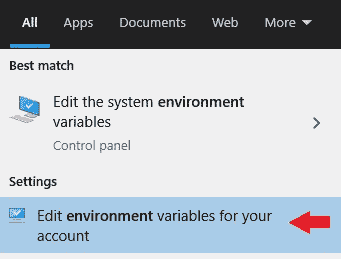 All Apps Documents Web More
Best match
Edit the system environment
variables
Control panel
Settings
Edit environment variables for your
account